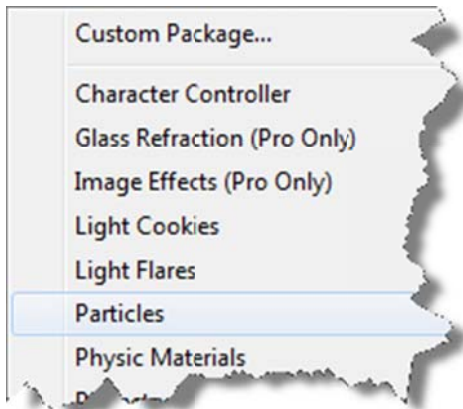 Custom Package...
Character Controller
Glass Refraction (Pro Only)
Image Effects (Pro Only)
Light Cookies
Light Flares
Particles
Physic Materials